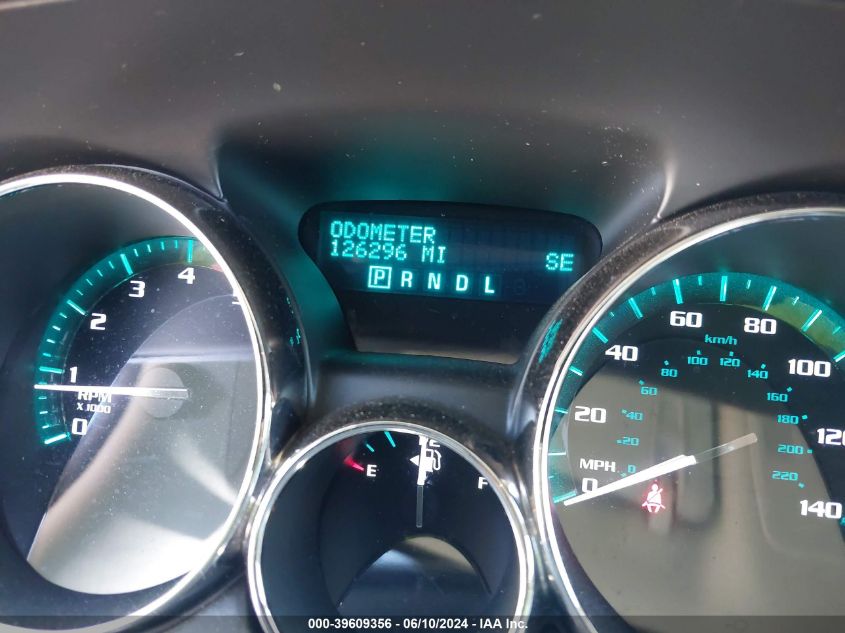 ODOMETER
126296 MI SE
P R N D L
0 1 2 3 4
RPM
X 1000
E F
0 20 40 60 80 100 120 140
MPH
km/h
0 20 40 60 80 100 120 140 160 180 200 220
000-39609356 - 06/10/2024 - IAA Inc.